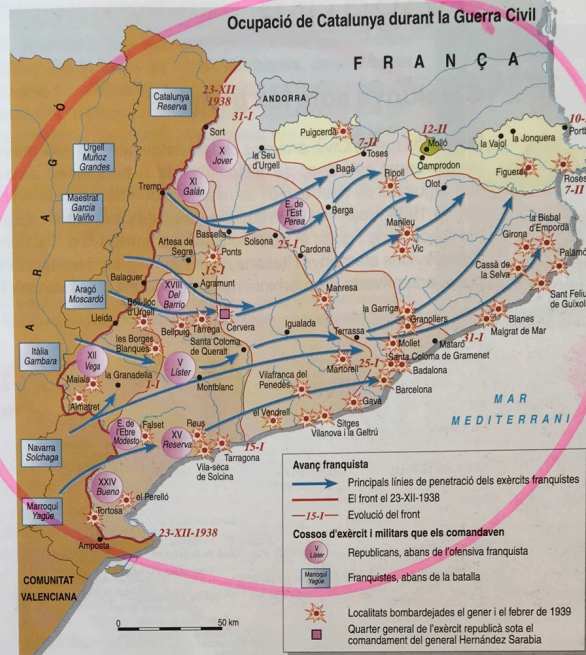 Ocupació de Catalunya durant la Guerra Civil
FRANÇA
ANDORRA
ARAGÓ
23-XII
1938
31-I
Catalunya
Reserva
Sort
X
Jover
la Seu
d'Urgell
Puigcerdà
7-II
Toses
12-II
Molló
Camprodon
la Vajol
la Jonquera
10-
Port
Figueres
Roses
7-II
Urgell
Muñoz
Grandes
Tremp
XI
Galán
Bagà
Ripoll
Olot
Maestrat
García
Valiño
E. de
l'Est
Perea
Berga
Bassella
Solsona
25-I
Cardona
Manlleu
Vic
la Bisbal
d'Empordà
Girona
Palamó
Artesa de
Segre
Ponts
15-I
Cassà de
la Selva
Sant Feliu
de Guíxol
Aragó
Moscardó
Balaguer
XVIII
Del
Barrio
Agramunt
Manresa
Lleida
Bell-lloc
d'Urgell
Bellpuig
Tàrrega
Cervera
Igualada
Terrassa
la Garriga
Granollers
Blanes
Malgrat de Mar
Itàlia
Gambara
les Borges
Blanques
Santa Coloma
de Queralt
Mollet
Mataró
31-I
XII
Vega
la Granadella
Maials
1-I
V
Líster
Montblanc
Martorell
25-I
Santa Coloma de Gramenet
Badalona
Barcelona
Almatret
Vilafranca del
Penedès
Gavà
MAR
MEDITERRANI
E. de
l'Ebre
Modesto
Falset
XV
Reserva
Reus
el Vendrell
Sitges
Vilanova i la Geltrú
Navarra
Solchaga
Tarragona
15-I
Vila-seca
de Solcina
Marroquí
Yagüe
XXIV
Bueno
el Perelló
Tortosa
Amposta
23-XII-1938
COMUNITAT
VALENCIANA
0
50 km
Avanç franquista
Principals línies de penetració dels exèrcits franquistes
El front el 23-XII-1938
15-I Evolució del front
Cossos d'exèrcit i militars que els comandaven
V
Líster
Republicans, abans de l'ofensiva franquista
Marroquí
Yagüe
Franquistes, abans de la batalla
Localitats bombardejades el gener i el febrer de 1939
Quarter general de l'exèrcit republicà sota el
comandament del general Hernández Sarabia